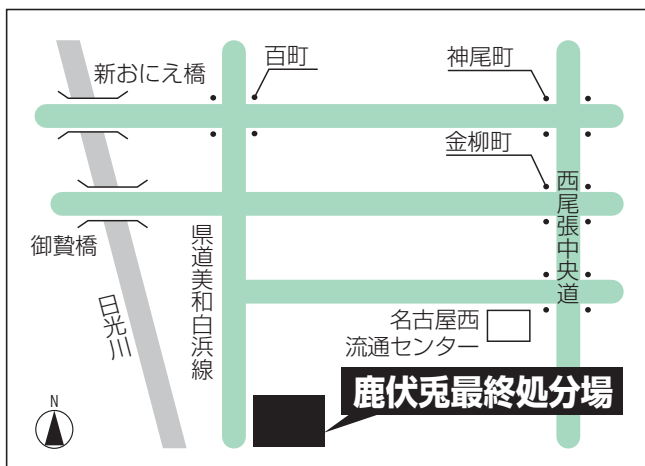 新おにえ橋
百町
神尾町
金柳町
御贄橋
県道美和白浜線
西尾張中央道
日光川
名古屋西
流通センター
鹿伏兎最終処分場
N